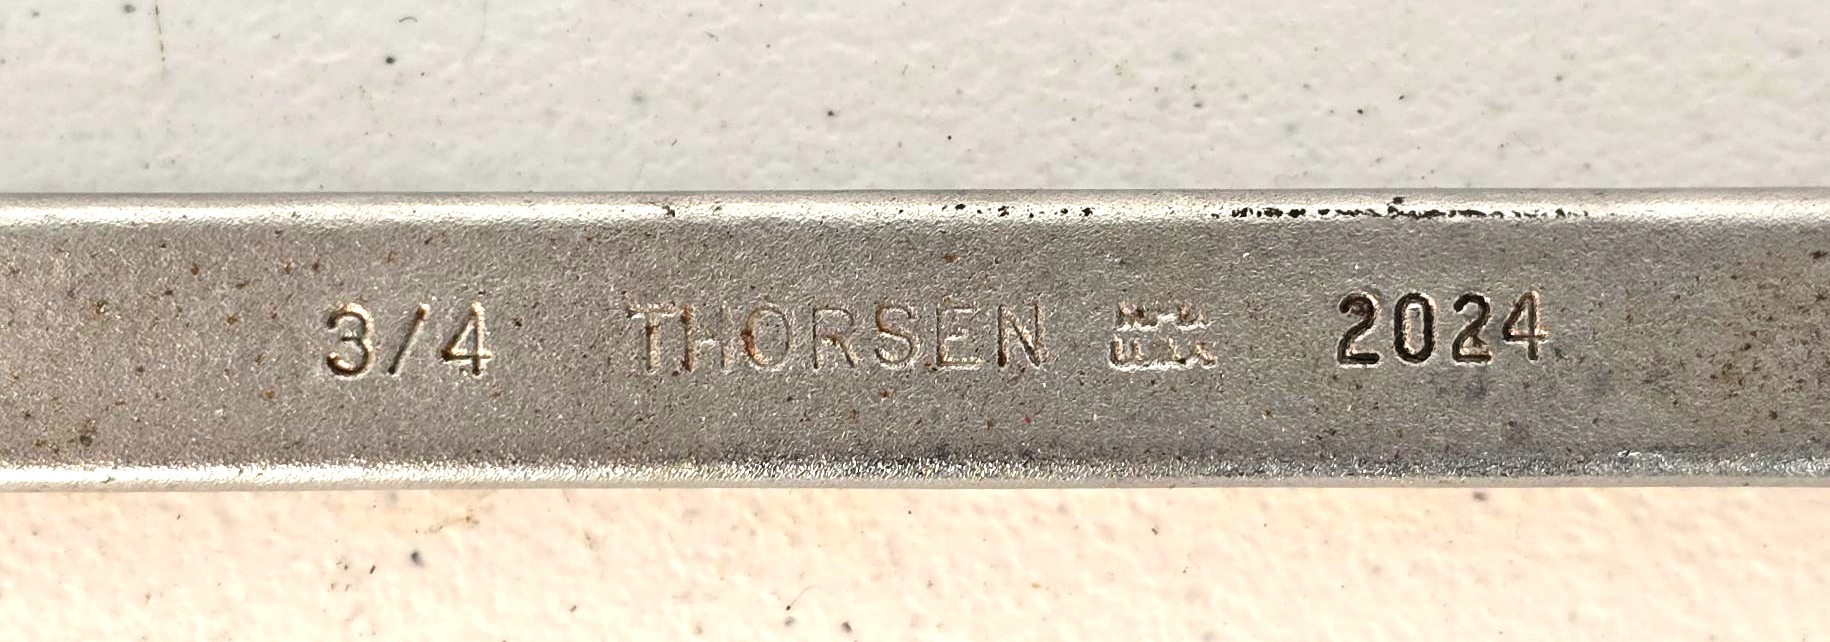 3/4 THORSEN U.S.A. 2024